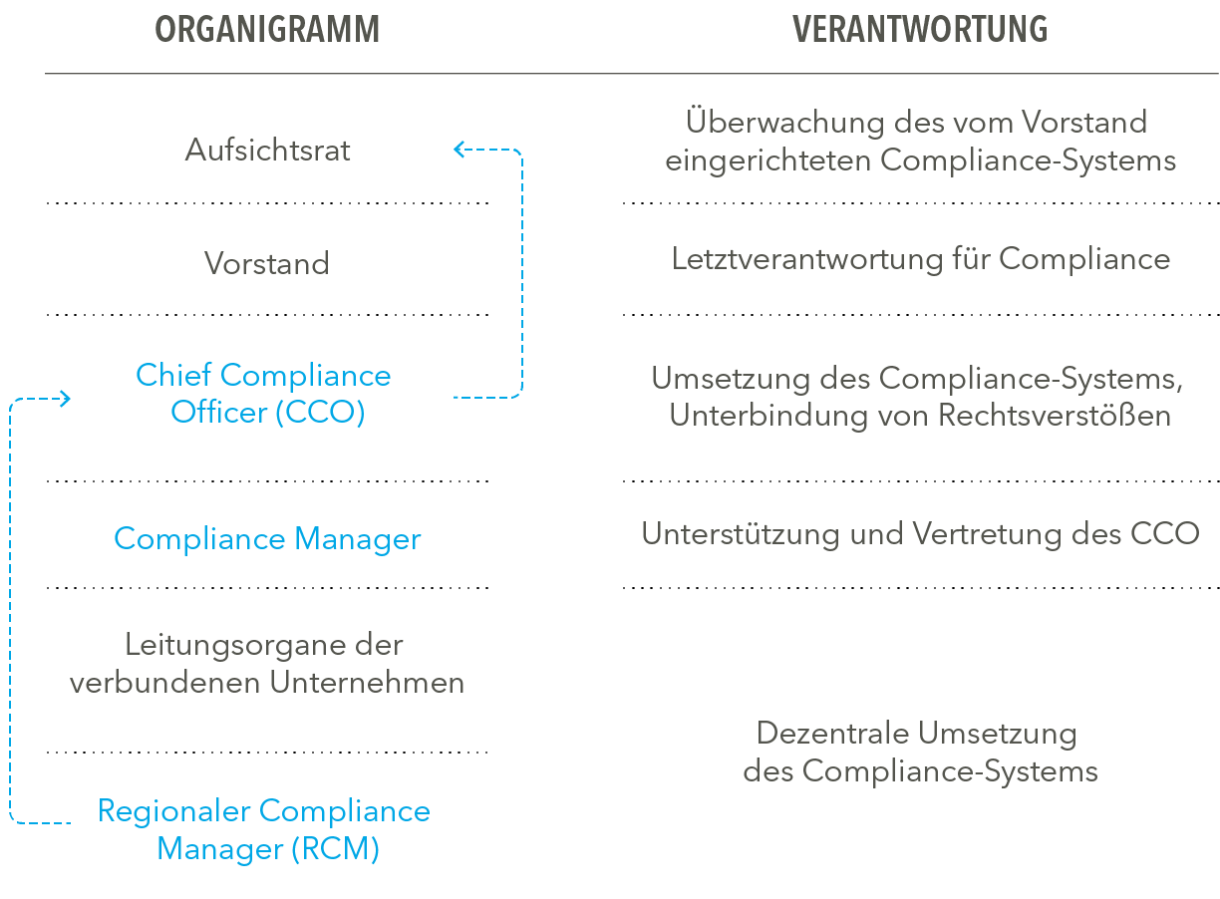 ORGANIGRAMM
VERANTWORTUNG
Aufsichtsrat
Überwachung des vom Vorstand
eingerichteten Compliance-Systems
Vorstand
Letztverantwortung für Compliance
Chief Compliance
Officer (CCO)
Umsetzung des Compliance-Systems,
Unterbindung von Rechtsverstößen
Compliance Manager
Unterstützung und Vertretung des CCO
Leitungsorgane der
verbundenen Unternehmen
Regionaler Compliance
Manager (RCM)
Dezentrale Umsetzung
des Compliance-Systems